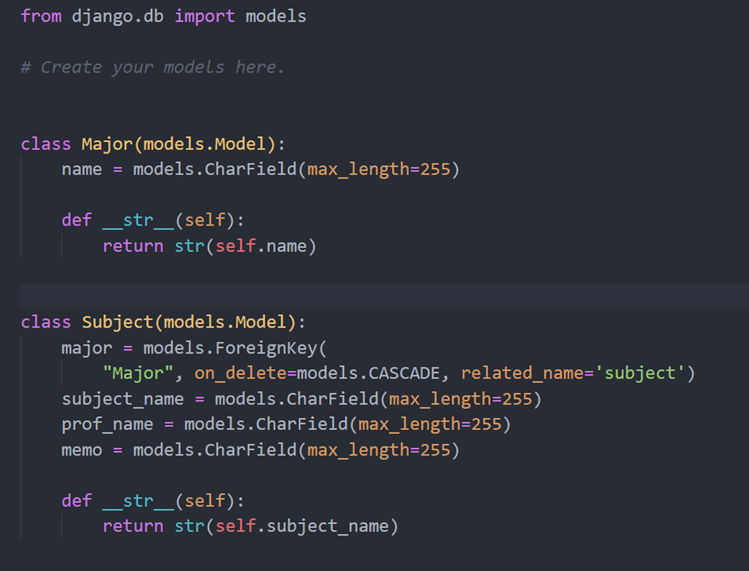 from django.db import models
# Create your models here.
class Major(models.Model):
name = models.CharField(max_length=255)
def __str__(self):
return str(self.name)
class Subject(models.Model):
major = models.ForeignKey(
"Major", on_delete=models.CASCADE, related_name='subject')
subject_name = models.CharField(max_length=255)
prof_name = models.CharField(max_length=255)
memo = models.CharField(max_length=255)
def __str__(self):
return str(self.subject_name)